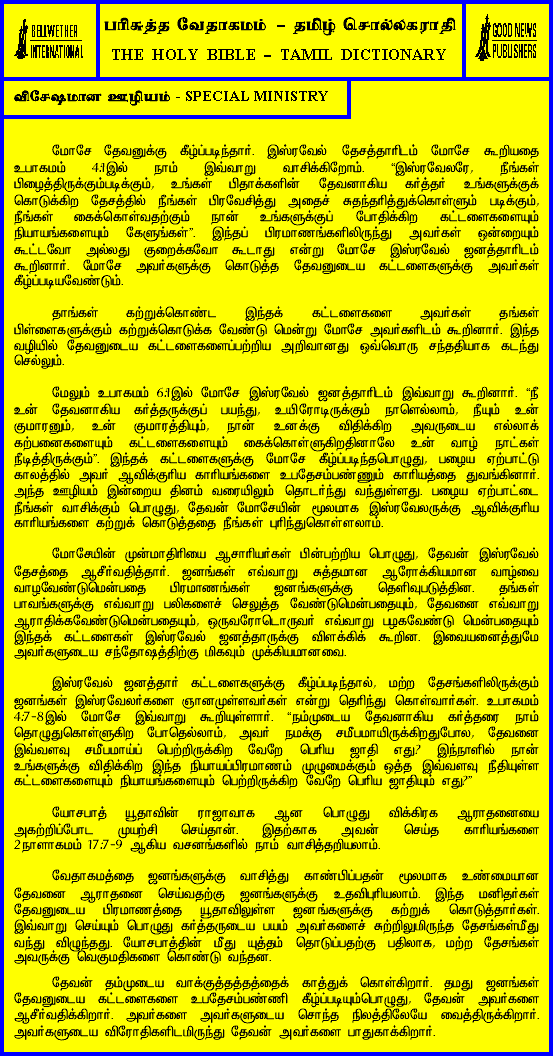 BELLWETHER
INTERNATIONAL
பரிசுத்த வேதாகமம் – தமிழ் சொல்லகராதி
THE HOLY BIBLE – TAMIL DICTIONARY
GOOD NEWS
PUBLISHERS
விசேஷமான ஊழியம் - SPECIAL MINISTRY
மோசே தேவனுக்கு கீழ்ப்படிந்தார். இஸ்ரவேல் தேசத்தாரிடம் மோசே கூறியதை
உபாகமம் 4:1இல் நாம் இவ்வாறு வாசிக்கிறோம். “இஸ்ரவேலரே, நீங்கள்
பிழைத்திருக்கும்படிக்கும், உங்கள் பிதாக்களின் தேவனாகிய கர்த்தர் உங்களுக்குக்
கொடுக்கிற தேசத்தில் நீங்கள் பிரவேசித்து அதைச் சுதந்தரித்துக்கொள்ளும் படிக்கும்,
நீங்கள் கைக்கொள்வதற்கும் நான் உங்களுக்குப் போதிக்கிற கட்டளைகளையும்
நியாயங்களையும் கேளுங்கள்”. இந்தப் பிரமாணங்களிலிருந்து அவர்கள் ஒன்றையும்
கூட்டவோ அல்லது குறைக்கவோ கூடாது என்று மோசே இஸ்ரவேல் ஜனத்தாரிடம்
கூறினார். மோசே அவர்களுக்கு கொடுத்த தேவனுடைய கட்டளைகளுக்கு அவர்கள்
கீழ்ப்படியவேண்டும்.
தாங்கள் கற்றுக்கொண்ட இந்தக் கட்டளைகளை அவர்கள் தங்கள்
பிள்ளைகளுக்கும் கற்றுக்கொடுக்க வேண்டு மென்று மோசே அவர்களிடம் கூறினார். இந்த
வழியில் தேவனுடைய கட்டளைகளைப்பற்றிய அறிவானது ஒவ்வொரு சந்ததியாக கடந்து
செல்லும்.
மேலும் உபாகமம் 6:1இல் மோசே இஸ்ரவேல் ஜனத்தாரிடம் இவ்வாறு கூறினார். “நீ
உன் தேவனாகிய கர்த்தருக்குப் பயந்து, உயிரோடிருக்கும் நாளெல்லாம், நீயும் உன்
குமாரனும், உன் குமாரத்தியும், நான் உனக்கு விதிக்கிற அவருடைய எல்லாக்
கற்பனைகளையும் கட்டளைகளையும் கைக்கொள்ளுகிறதினாலே உன் வாழ் நாட்கள்
நீடித்திருக்கும்”. இந்தக் கட்டளைகளுக்கு மோசே கீழ்ப்படிந்தபொழுது, பழைய ஏற்பாட்டு
காலத்தில் அவர் ஆவிக்குரிய காரியங்களை உபதேசம்பண்ணும் காரியத்தை துவங்கினார்.
அந்த ஊழியம் இன்றைய தினம் வரையிலும் தொடர்ந்து வந்துள்ளது. பழைய ஏற்பாட்டை
நீங்கள் வாசிக்கும் பொழுது, தேவன் மோசேயின் மூலமாக இஸ்ரவேலருக்கு ஆவிக்குரிய
காரியங்களை கற்றுக் கொடுத்ததை நீங்கள் புரிந்துகொள்ளலாம்.
மோசேயின் முன்மாதிரியை ஆசாரியர்கள் பின்பற்றிய பொழுது, தேவன் இஸ்ரவேல்
தேசத்தை ஆசீர்வதித்தார். ஜனங்கள் எவ்வாறு சுத்தமான ஆரோக்கியமான வாழ்வை
வாழவேண்டுமென்பதை பிரமாணங்கள் ஜனங்களுக்கு தெளிவுபடுத்தின. தங்கள்
பாவங்களுக்கு எவ்வாறு பலிகளைச் செலுத்த வேண்டுமென்பதையும், தேவனை எவ்வாறு
ஆராதிக்கவேண்டுமென்பதையும், ஒருவரோடொருவர் எவ்வாறு பழகவேண்டு மென்பதையும்
இந்தக் கட்டளைகள் இஸ்ரவேல் ஜனத்தாருக்கு விளக்கிக் கூறின. இவையனைத்துமே
அவர்களுடைய சந்தோஷத்திற்கு மிகவும் முக்கியமானவை.
இஸ்ரவேல் ஜனத்தார் கட்டளைகளுக்கு கீழ்ப்படிந்தால், மற்ற தேசங்களிலிருக்கும்
ஜனங்கள் இஸ்ரவேலர்களை ஞானமுள்ளவர்கள் என்று தெரிந்து கொள்வார்கள். உபாகமம்
4:7-8இல் மோசே இவ்வாறு கூறியுள்ளார். “நம்முடைய தேவனாகிய கர்த்தரை நாம்
தொழுதுகொள்ளுகிற போதெல்லாம், அவர் நமக்கு சமீபமாயிருக்கிறதுபோல, தேவனை
இவ்வளவு சமீபமாய்ப் பெற்றிருக்கிற வேறே பெரிய ஜாதி எது? இந்நாளில் நான்
உங்களுக்கு விதிக்கிற இந்த நியாயப்பிரமாணம் முழுமைக்கும் ஒத்த இவ்வளவு நீதியுள்ள
கட்டளைகளையும் நியாயங்களையும் பெற்றிருக்கிற வேறே பெரிய ஜாதியும் எது?”
யோசபாத் யூதாவின் ராஜாவாக ஆன பொழுது விக்கிரக ஆராதனையை
அகற்றிப்போட முயற்சி செய்தான். இதற்காக அவன் செய்த காரியங்களை
2நாளாகமம் 17:7-9 ஆகிய வசனங்களில் நாம் வாசித்தறியலாம்.
வேதாகமத்தை ஜனங்களுக்கு வாசித்து காண்பிப்பதன் மூலமாக உண்மையான
தேவனை ஆராதனை செய்வதற்கு ஜனங்களுக்கு உதவிபுரியலாம். இந்த மனிதர்கள்
தேவனுடைய பிரமாணத்தை யூதாவிலுள்ள ஜனங்களுக்கு கற்றுக் கொடுத்தார்கள்.
இவ்வாறு செய்யும் பொழுது கர்த்தருடைய பயம் அவர்களைச் சுற்றிலுமிருந்த தேசங்கள்மீது
வந்து விழுந்தது. யோசபாத்தின் மீது யுத்தம் தொடுப்பதற்கு பதிலாக, மற்ற தேசங்கள்
அவருக்கு வெகுமதிகளை கொண்டு வந்தன.
தேவன் தம்முடைய வாக்குத்தத்தத்தைக் காத்துக் கொள்கிறார். தமது ஜனங்கள்
தேவனுடைய கட்டளைகளை உபதேசம்பண்ணி கீழ்ப்படியும்பொழுது, தேவன் அவர்களை
ஆசீர்வதிக்கிறார். அவர்களை அவர்களுடைய சொந்த நிலத்திலேயே வைத்திருக்கிறார்.
அவர்களுடைய விரோதிகளிடமிருந்து தேவன் அவர்களை பாதுகாக்கிறார்.